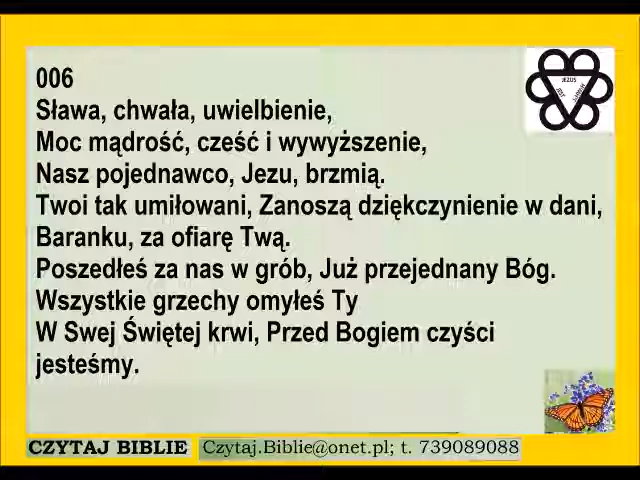 006
Sława, chwała, uwielbienie,
Moc mądrość, cześć i wywyższenie,
Nasz pojednawco, Jezu, brzmią.
Twoi tak umiłowani, Zanoszą dziękczynienie w dani,
Baranku, za ofiarę Twą.
Poszedłeś za nas w grób, Już przejednany Bóg.
Wszystkie grzechy omyłeś Ty
W Swej Świętej krwi, Przed Bogiem czyści
jesteśmy.
JEZUS
JEST
CZYTAJ BIBLIE Czytaj.Biblie@onet.pl; t. 739089088